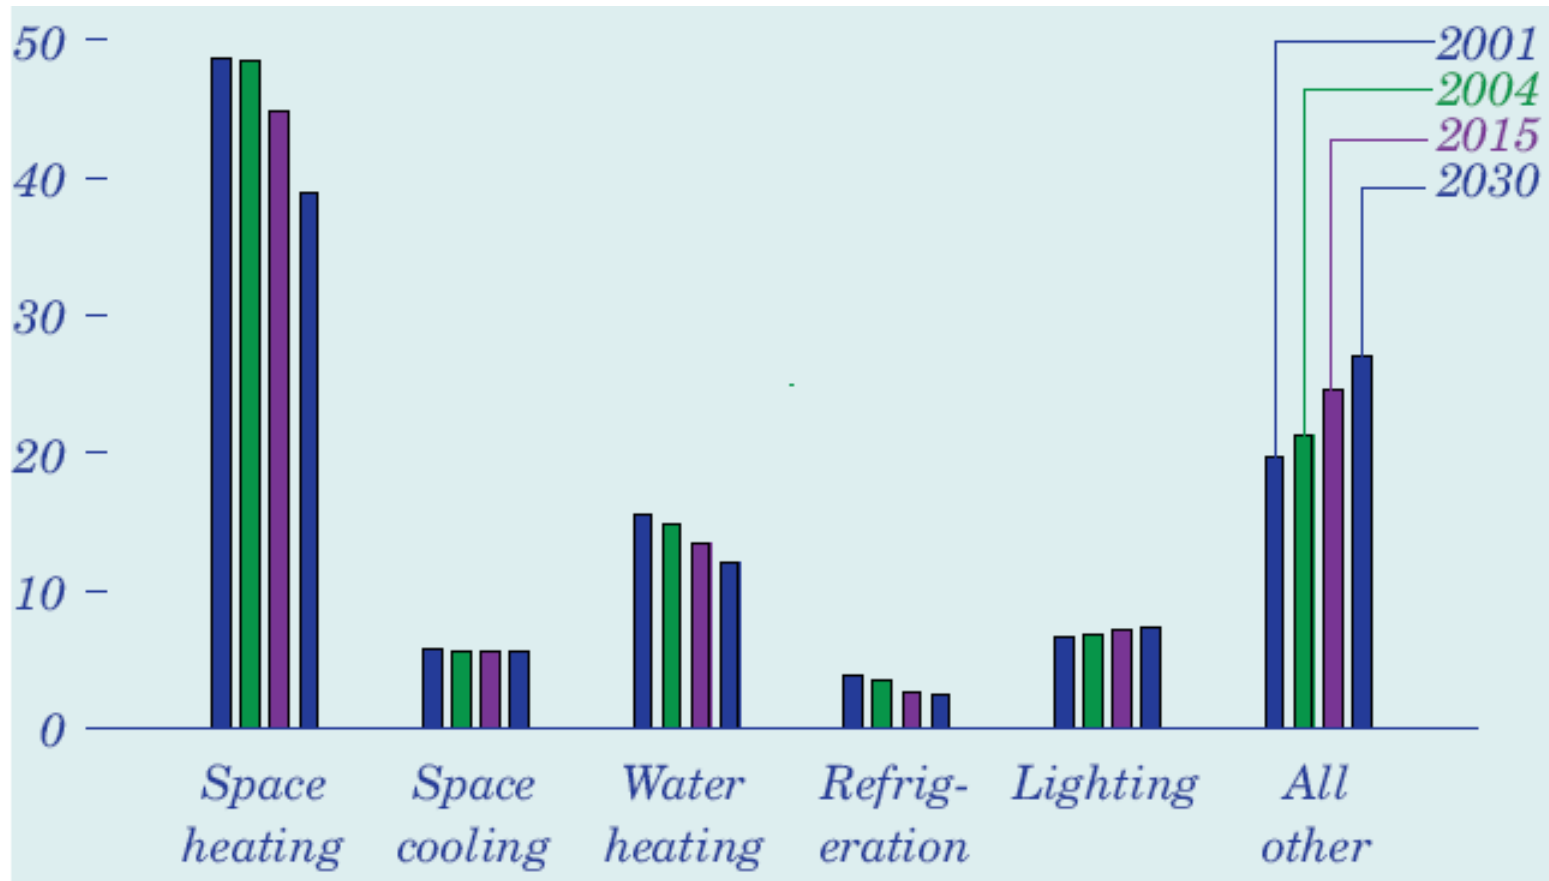 50
40
30
20
10
0
2001
2004
2015
2030
Space
heating
Space
cooling
Water
heating
Refrig-
eration
Lighting
All
other